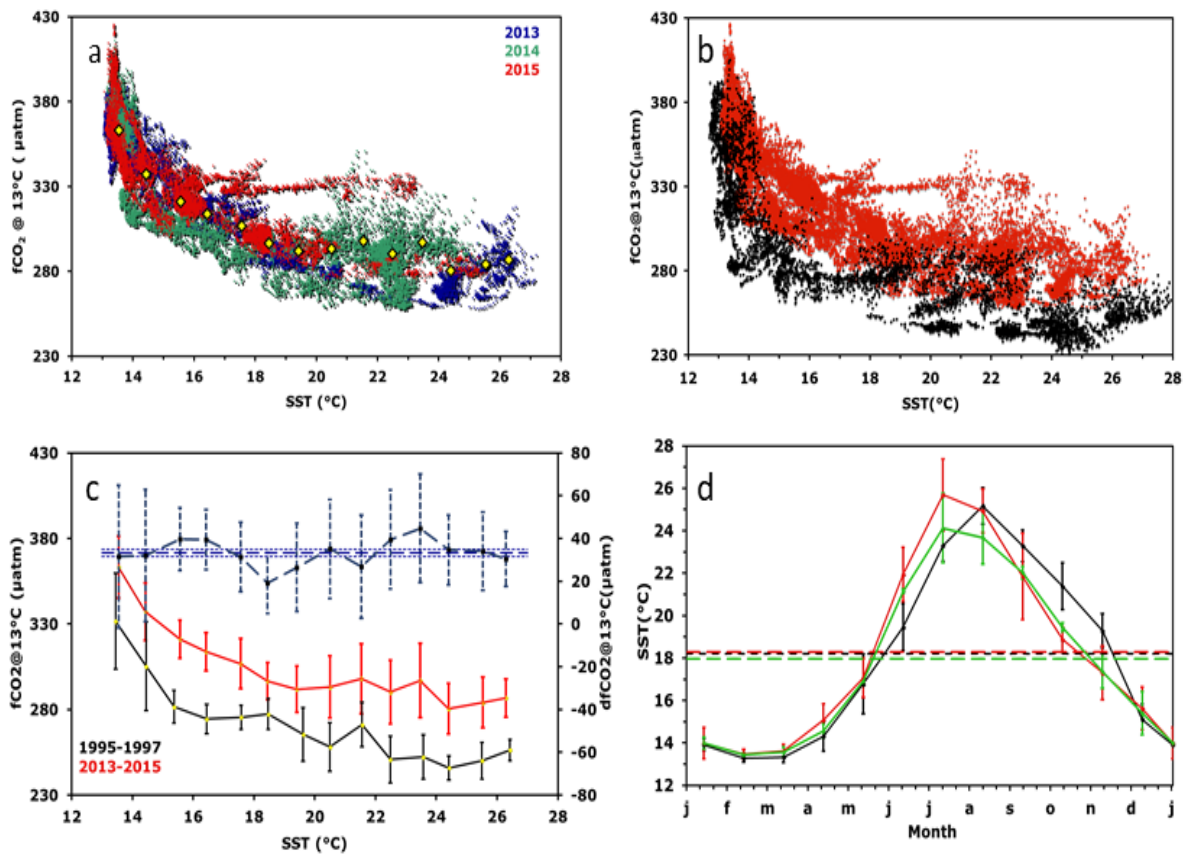 a
2013
2014
2015
430
380
330
280
230
fCO₂ @ 13°C ( µatm)
12 14 16 18 20 22 24 26 28
SST (°C)
b
430
380
330
280
230
fCO₂@13°C(µatm)
12 14 16 18 20 22 24 26 28
SST(°C)
c
430
380
330
280
230
fCO2@13°C (µatm)
80
60
40
20
0
-20
-40
-60
-80
dfCO2@13°C(µatm)
1995-1997
2013-2015
12 14 16 18 20 22 24 26 28
SST (°C)
d
28
26
24
22
20
18
16
14
12
SST(°C)
j f m a m j j a s o n d j
Month